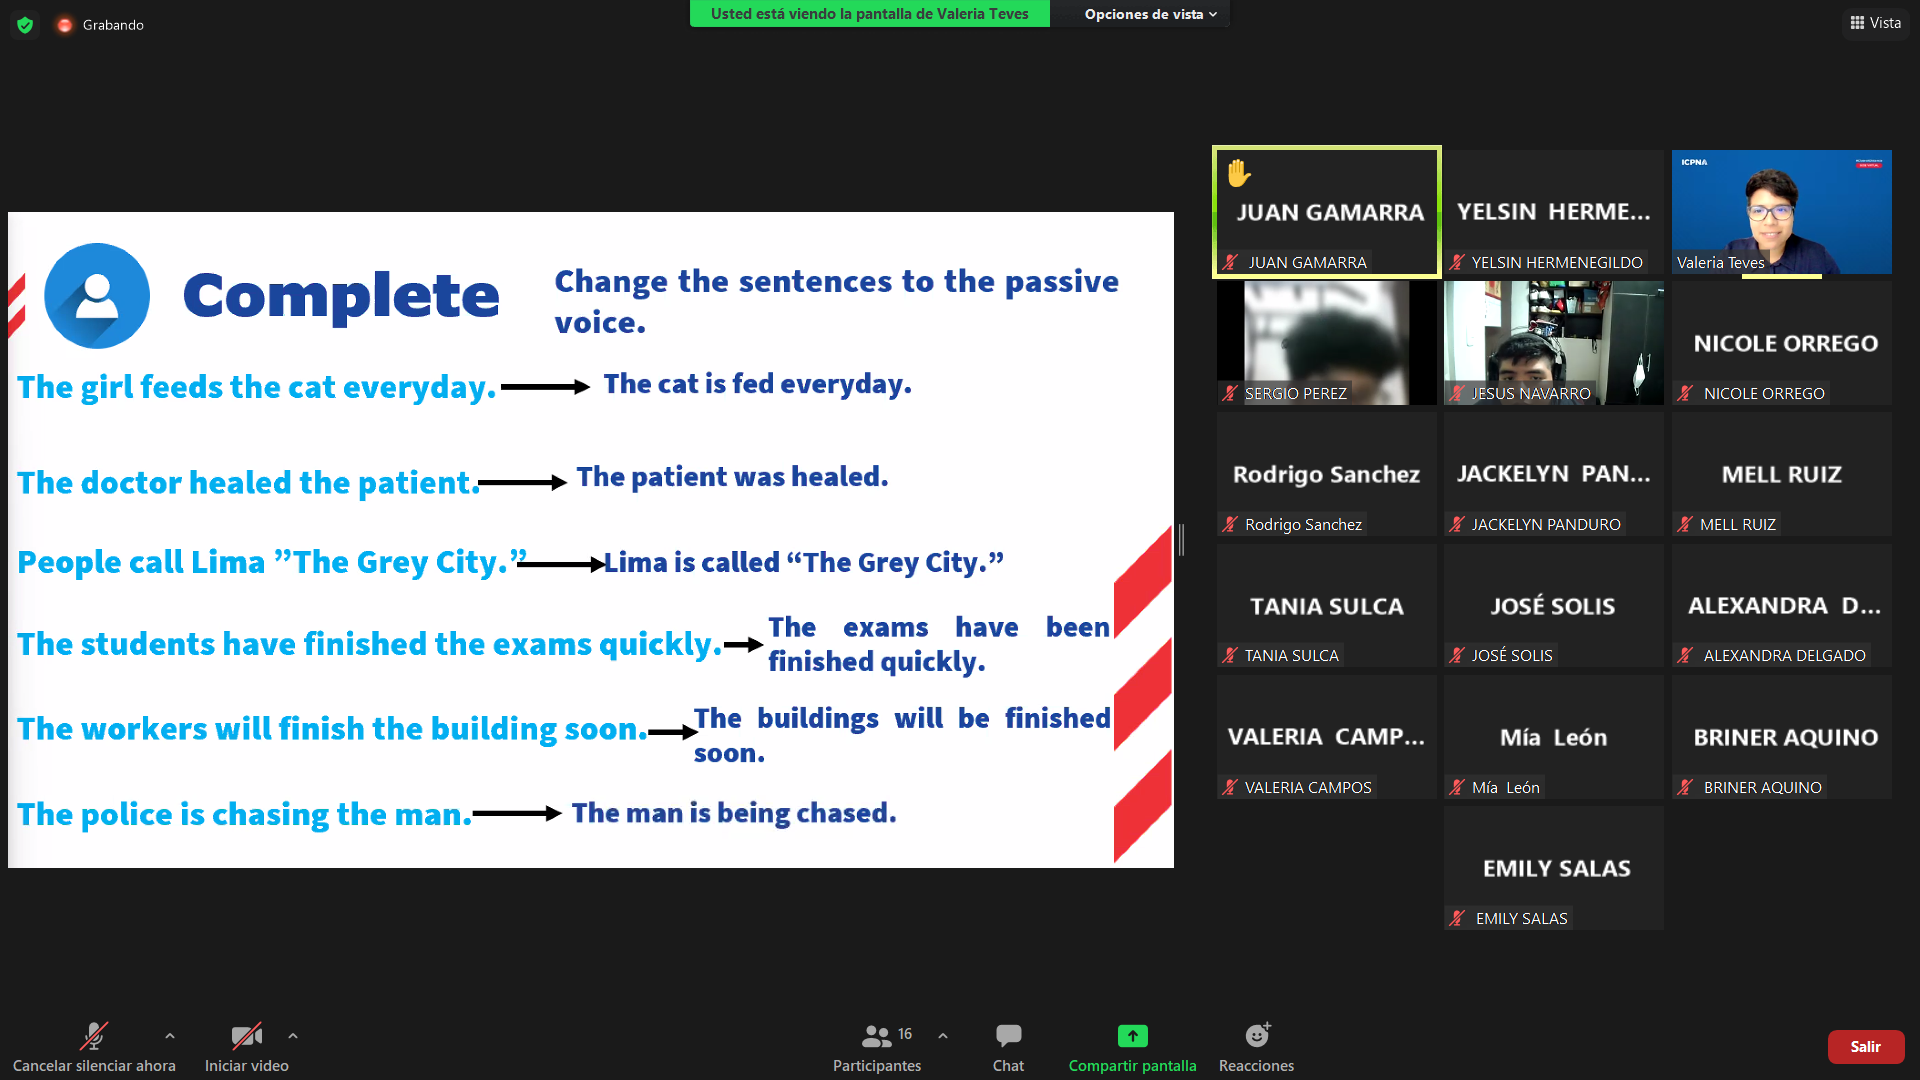 Grabando
Usted está viendo la pantalla de Valeria Teves
Opciones de vista
Vista
Complete
Change the sentences to the passive
voice.
The girl feeds the cat everyday.
The cat is fed everyday.
The doctor healed the patient.
The patient was healed.
People call Lima ”The Grey City.”
Lima is called “The Grey City.”
The students have finished the exams quickly.
The exams have been
finished quickly.
The workers will finish the building soon.
The buildings will be finished
soon.
The police is chasing the man.
The man is being chased.
JUAN GAMARRA
JUAN GAMARRA
YELSIN HERME...
YELSIN HERMENEGILDO
ICPNA
Valeria Teves
SERGIO PEREZ
JESUS NAVARRO
NICOLE ORREGO
NICOLE ORREGO
Rodrigo Sanchez
Rodrigo Sanchez
JACKELYN PAN...
JACKELYN PANDURO
MELL RUIZ
MELL RUIZ
TANIA SULCA
TANIA SULCA
JOSÉ SOLIS
JOSÉ SOLIS
ALEXANDRA D...
ALEXANDRA DELGADO
VALERIA CAMP...
VALERIA CAMPOS
Mía León
Mía León
BRINER AQUINO
BRINER AQUINO
EMILY SALAS
EMILY SALAS
Cancelar silenciar ahora
Iniciar video
16
Participantes
Chat
Compartir pantalla
Reacciones
Salir